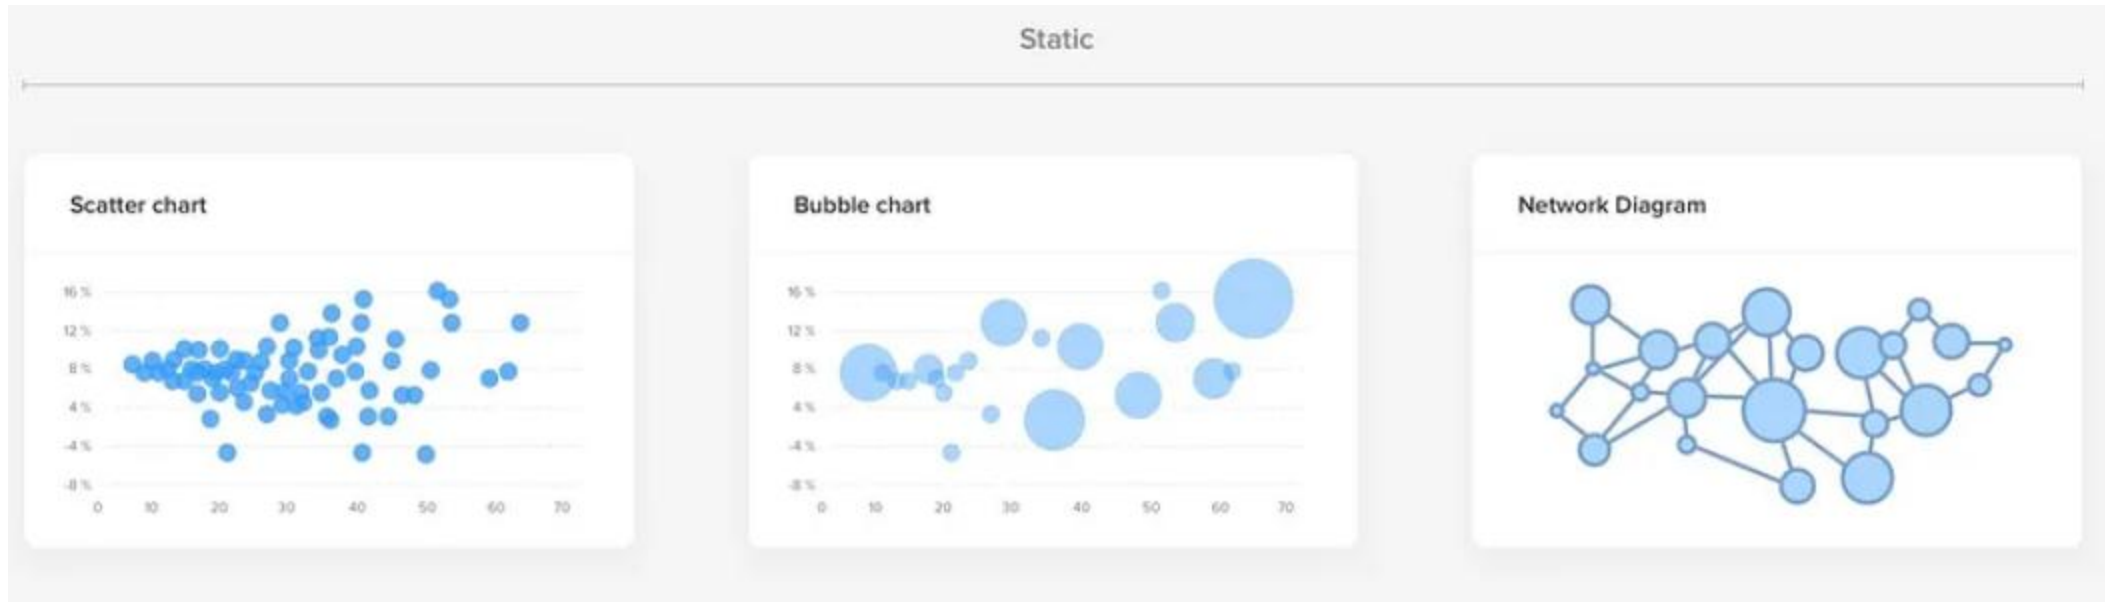 Static
Scatter chart
16 %
12 %
8 %
4 %
-4 %
-8 %
0 10 20 30 40 50 60 70
Bubble chart
16 %
12 %
8 %
4 %
-4 %
-8 %
0 10 20 30 40 50 60 70
Network Diagram